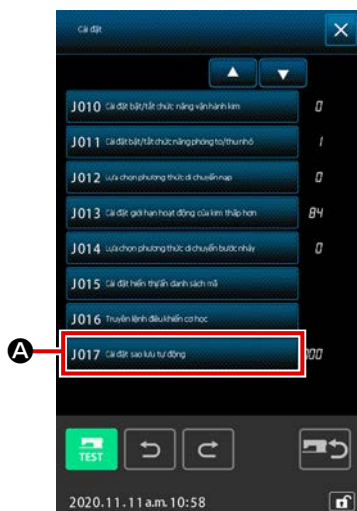 Cài đặt
J010 Cài đặt bật/tắt chức năng vận hành kim 0
J011 Cài đặt bật/tắt chức năng phóng to/thu nhỏ 1
J012 Lựa chọn phương thức di chuyển nạp 0
J013 Cài đặt giới hạn hoạt động của kim thấp hơn 84
J014 Lựa chọn phương thức di chuyển bước nhảy 0
J015 Cài đặt hiển thị/ẩn danh sách mã
J016 Truyền lệnh điều khiển cơ học
A J017 Cài đặt sao lưu tự động 000
TEST
2020.11.11 a.m. 10:58